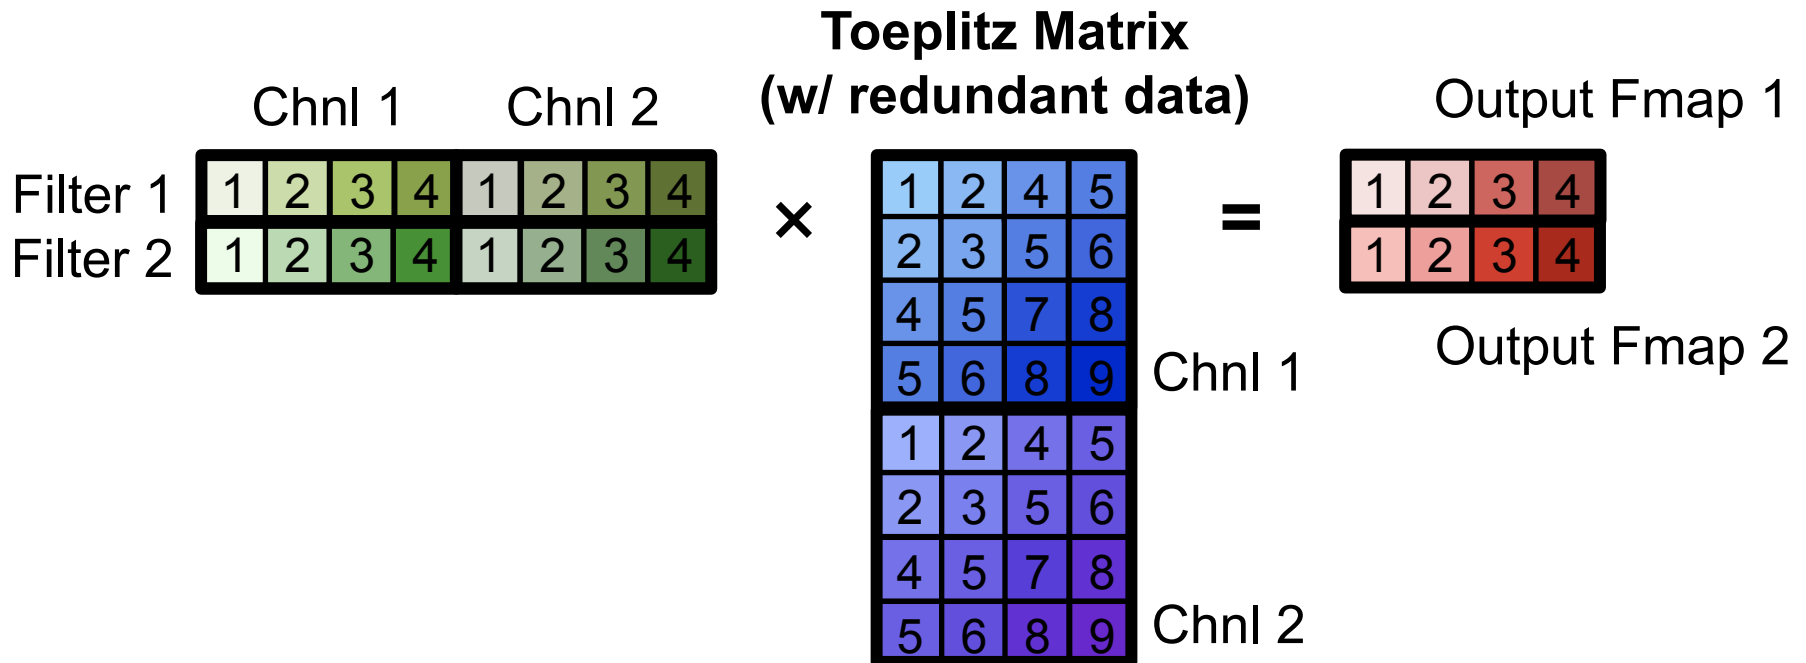 Toeplitz Matrix
(w/ redundant data)
Chnl 1 Chnl 2
Output Fmap 1
Filter 1 1 2 3 4 1 2 3 4
Filter 2 1 2 3 4 1 2 3 4
×
1 2 4 5
2 3 5 6
4 5 7 8
5 6 8 9
Chnl 1
1 2 4 5
2 3 5 6
4 5 7 8
5 6 8 9
Chnl 2
=
1 2 3 4
1 2 3 4
Output Fmap 2